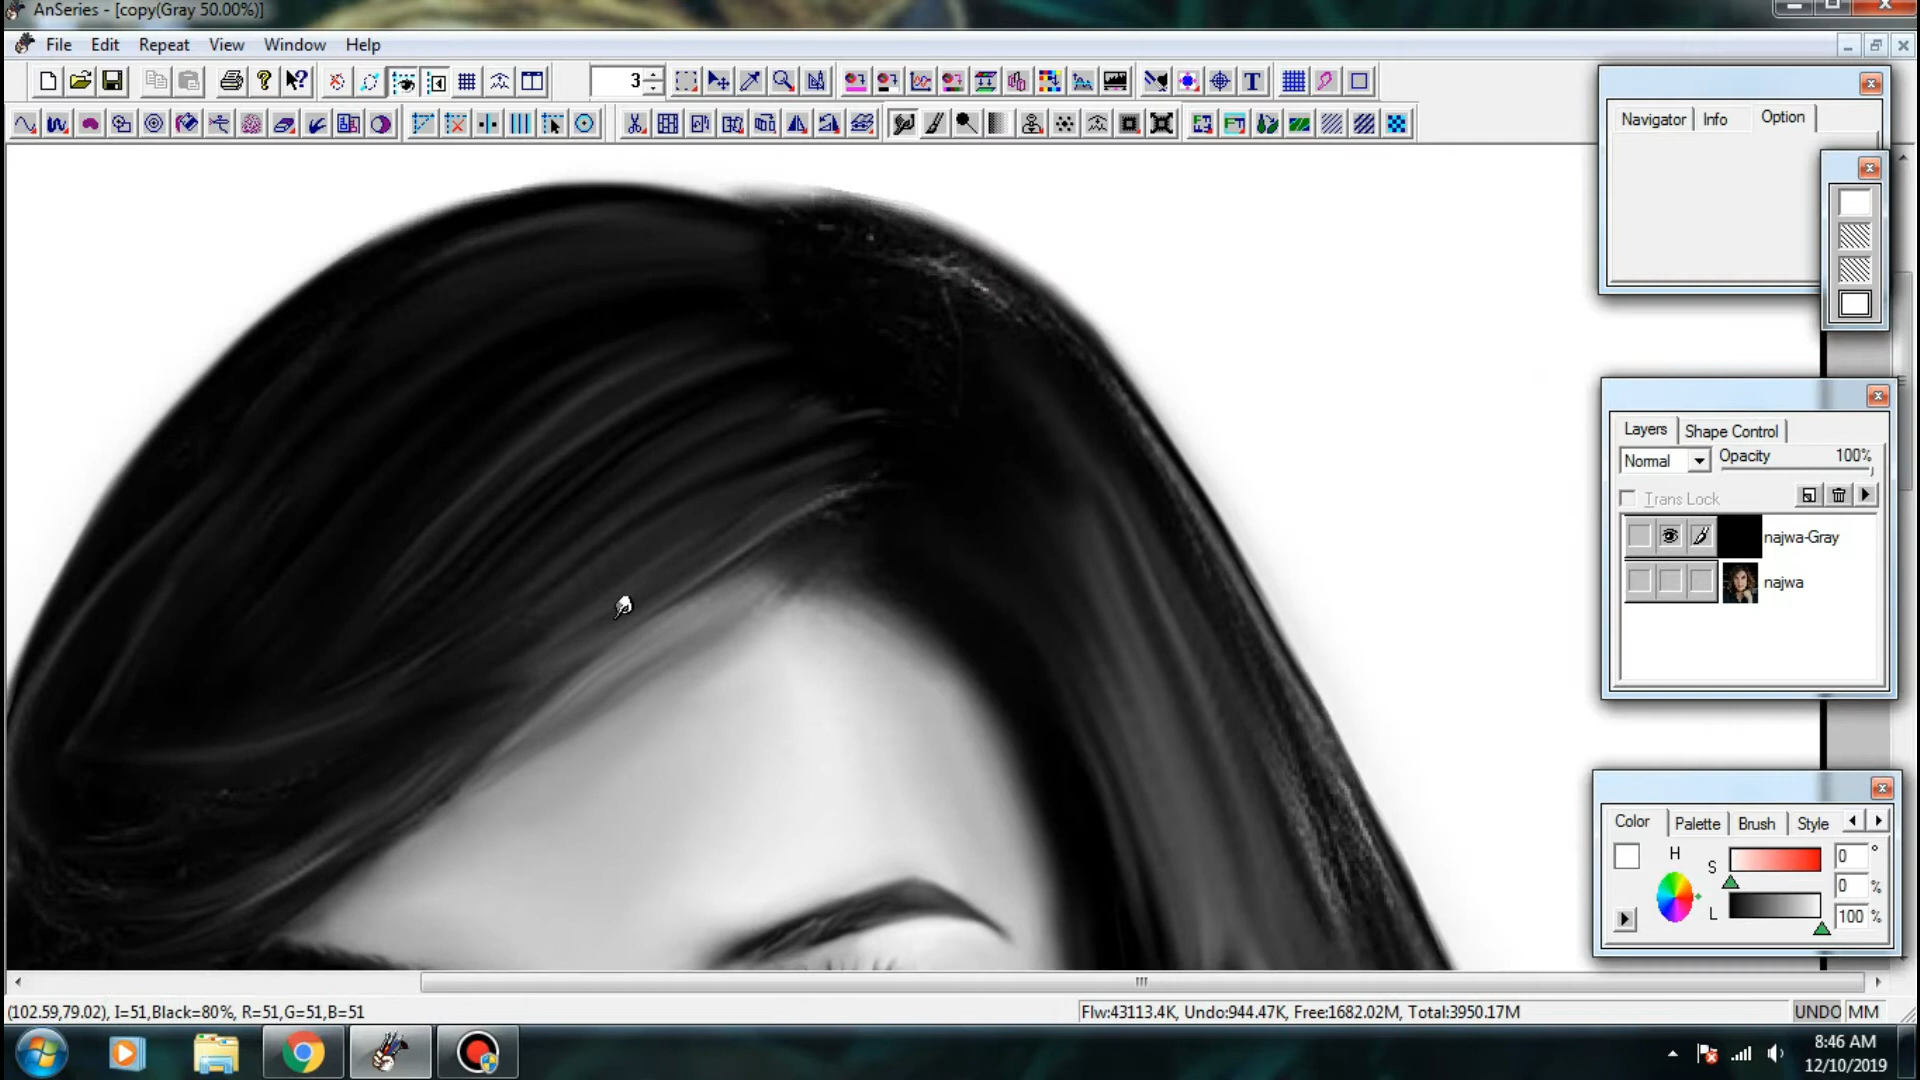 AnSeries - [copy(Gray 50.00%)]
File Edit Repeat View Window Help
3
T
Navigator Info Option
Layers Shape Control
Normal Opacity 100%
Trans Lock
najwa-Gray
najwa
Color Palette Brush Style
H S 0 °
0 %
L 100 %
(102.59,79.02), I=51,Black=80%, R=51,G=51,B=51
Flw:43113.4K, Undo:944.47K, Free:1682.02M, Total:3950.17M
UNDO MM
8:46 AM
12/10/2019